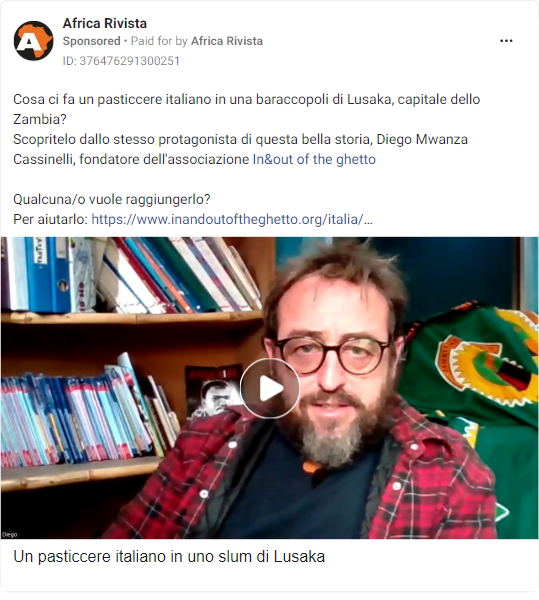 Africa Rivista
Sponsored • Paid for by Africa Rivista
ID: 376476291300251
Cosa ci fa un pasticcere italiano in una baraccopoli di Lusaka, capitale dello
Zambia?
Scopritelo dallo stesso protagonista di questa bella storia, Diego Mwanza
Cassinelli, fondatore dell'associazione In&out of the ghetto
Qualcuna/o vuole raggiungerlo?
Per aiutarlo: https://www.inandoutoftheghetto.org/italia/...
Diego
Un pasticcere italiano in uno slum di Lusaka